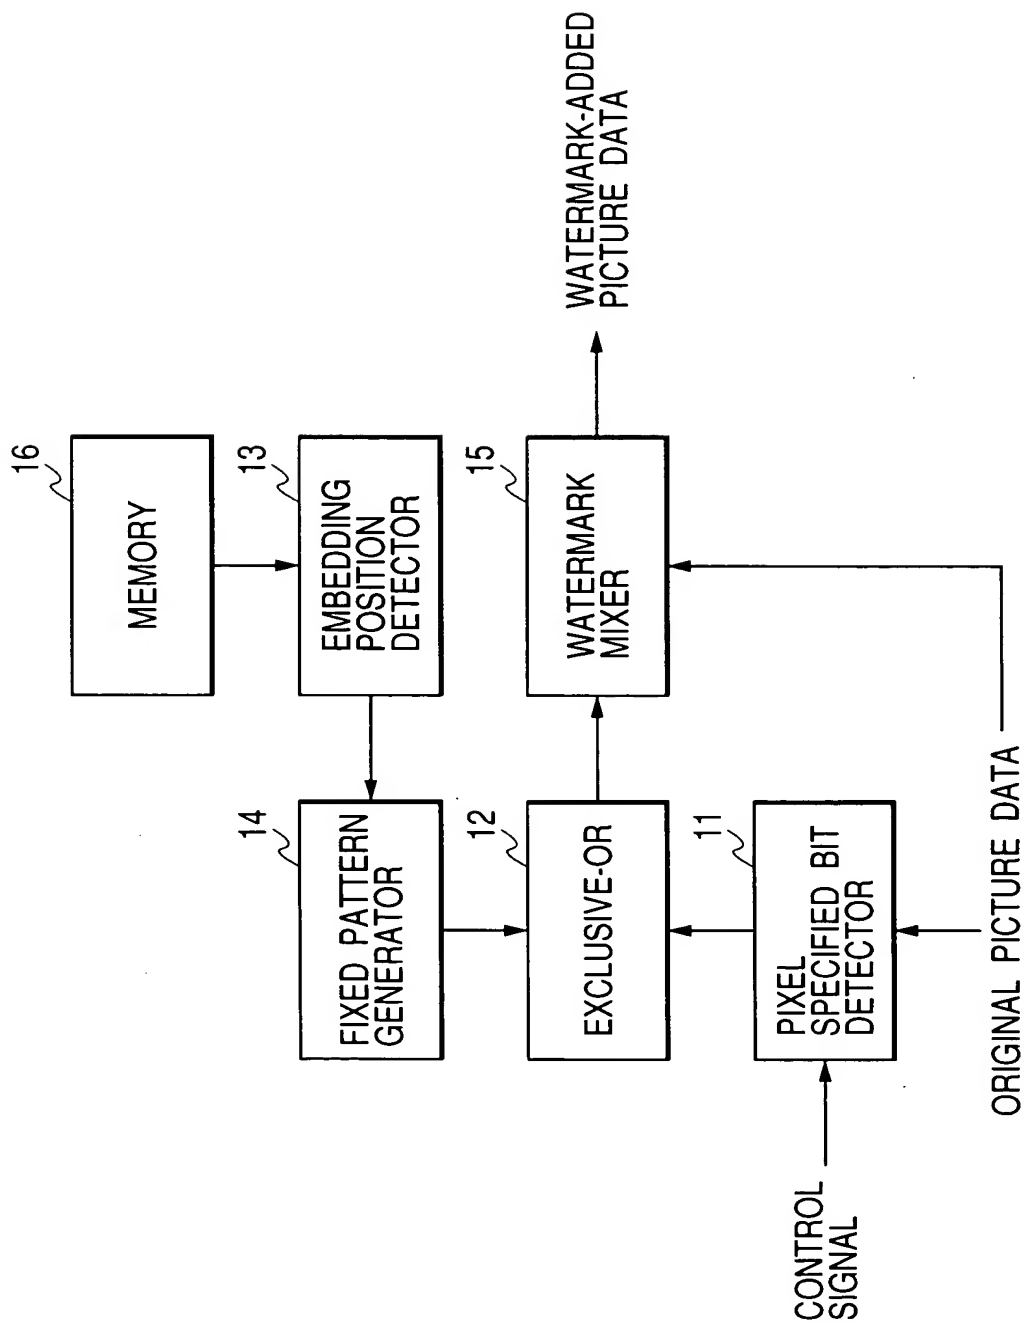 16
MEMORY
14
FIXED PATTERN
GENERATOR
13
EMBEDDING
POSITION
DETECTOR
12
EXCLUSIVE-OR
15
WATERMARK
MIXER
WATERMARK-ADDED
PICTURE DATA
CONTROL
SIGNAL
11
PIXEL
SPECIFIED BIT
DETECTOR
ORIGINAL PICTURE DATA